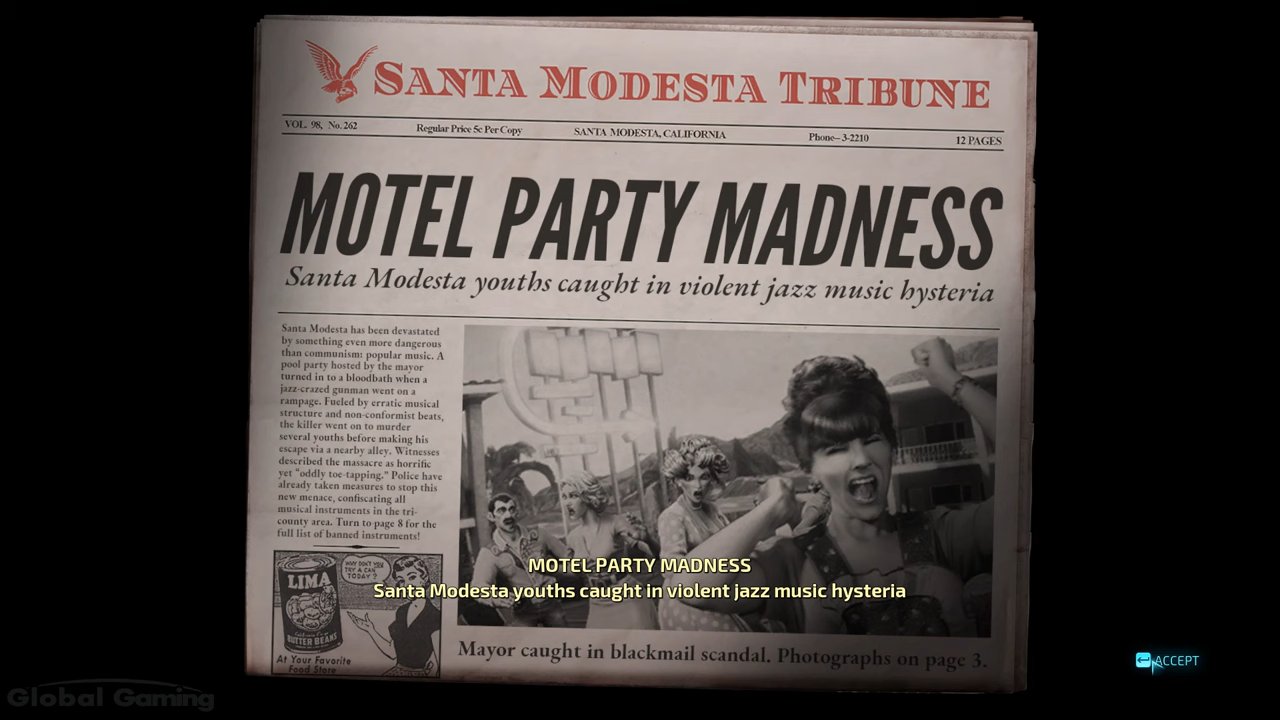 SANTA MODESTA TRIBUNE
VOL. 98, No. 262
Regular Price 5c Per Copy
SANTA MODESTA, CALIFORNIA
Phone–3-2210
12 PAGES
MOTEL PARTY MADNESS
Santa Modesta youths caught in violent jazz music hysteria
Santa Modesta has been devastated
by something even more dangerous
than communism: popular music. A
pool party hosted by the mayor
turned in to a bloodbath when a
jazz-crazed gunman went on a
rampage. Fueled by erratic musical
structure and non-conformist beats,
the killer went on to murder
several youths before making his
escape via a nearby alley. Witnesses
described the massacre as horrific
yet "oddly toe-tapping." Police have
already taken measures to stop this
new menace, confiscating all
musical instruments in the tri-
county area. Turn to page 8 for the
full list of banned instruments!
WHY DON'T YOU
TRY A CAN
TODAY?
LIMA
BUTTER BEANS
At Your Favorite
Food Store
MOTEL PARTY MADNESS
Santa Modesta youths caught in violent jazz music hysteria
Mayor caught in blackmail scandal. Photographs on page 3.
ACCEPT
Global Gaming